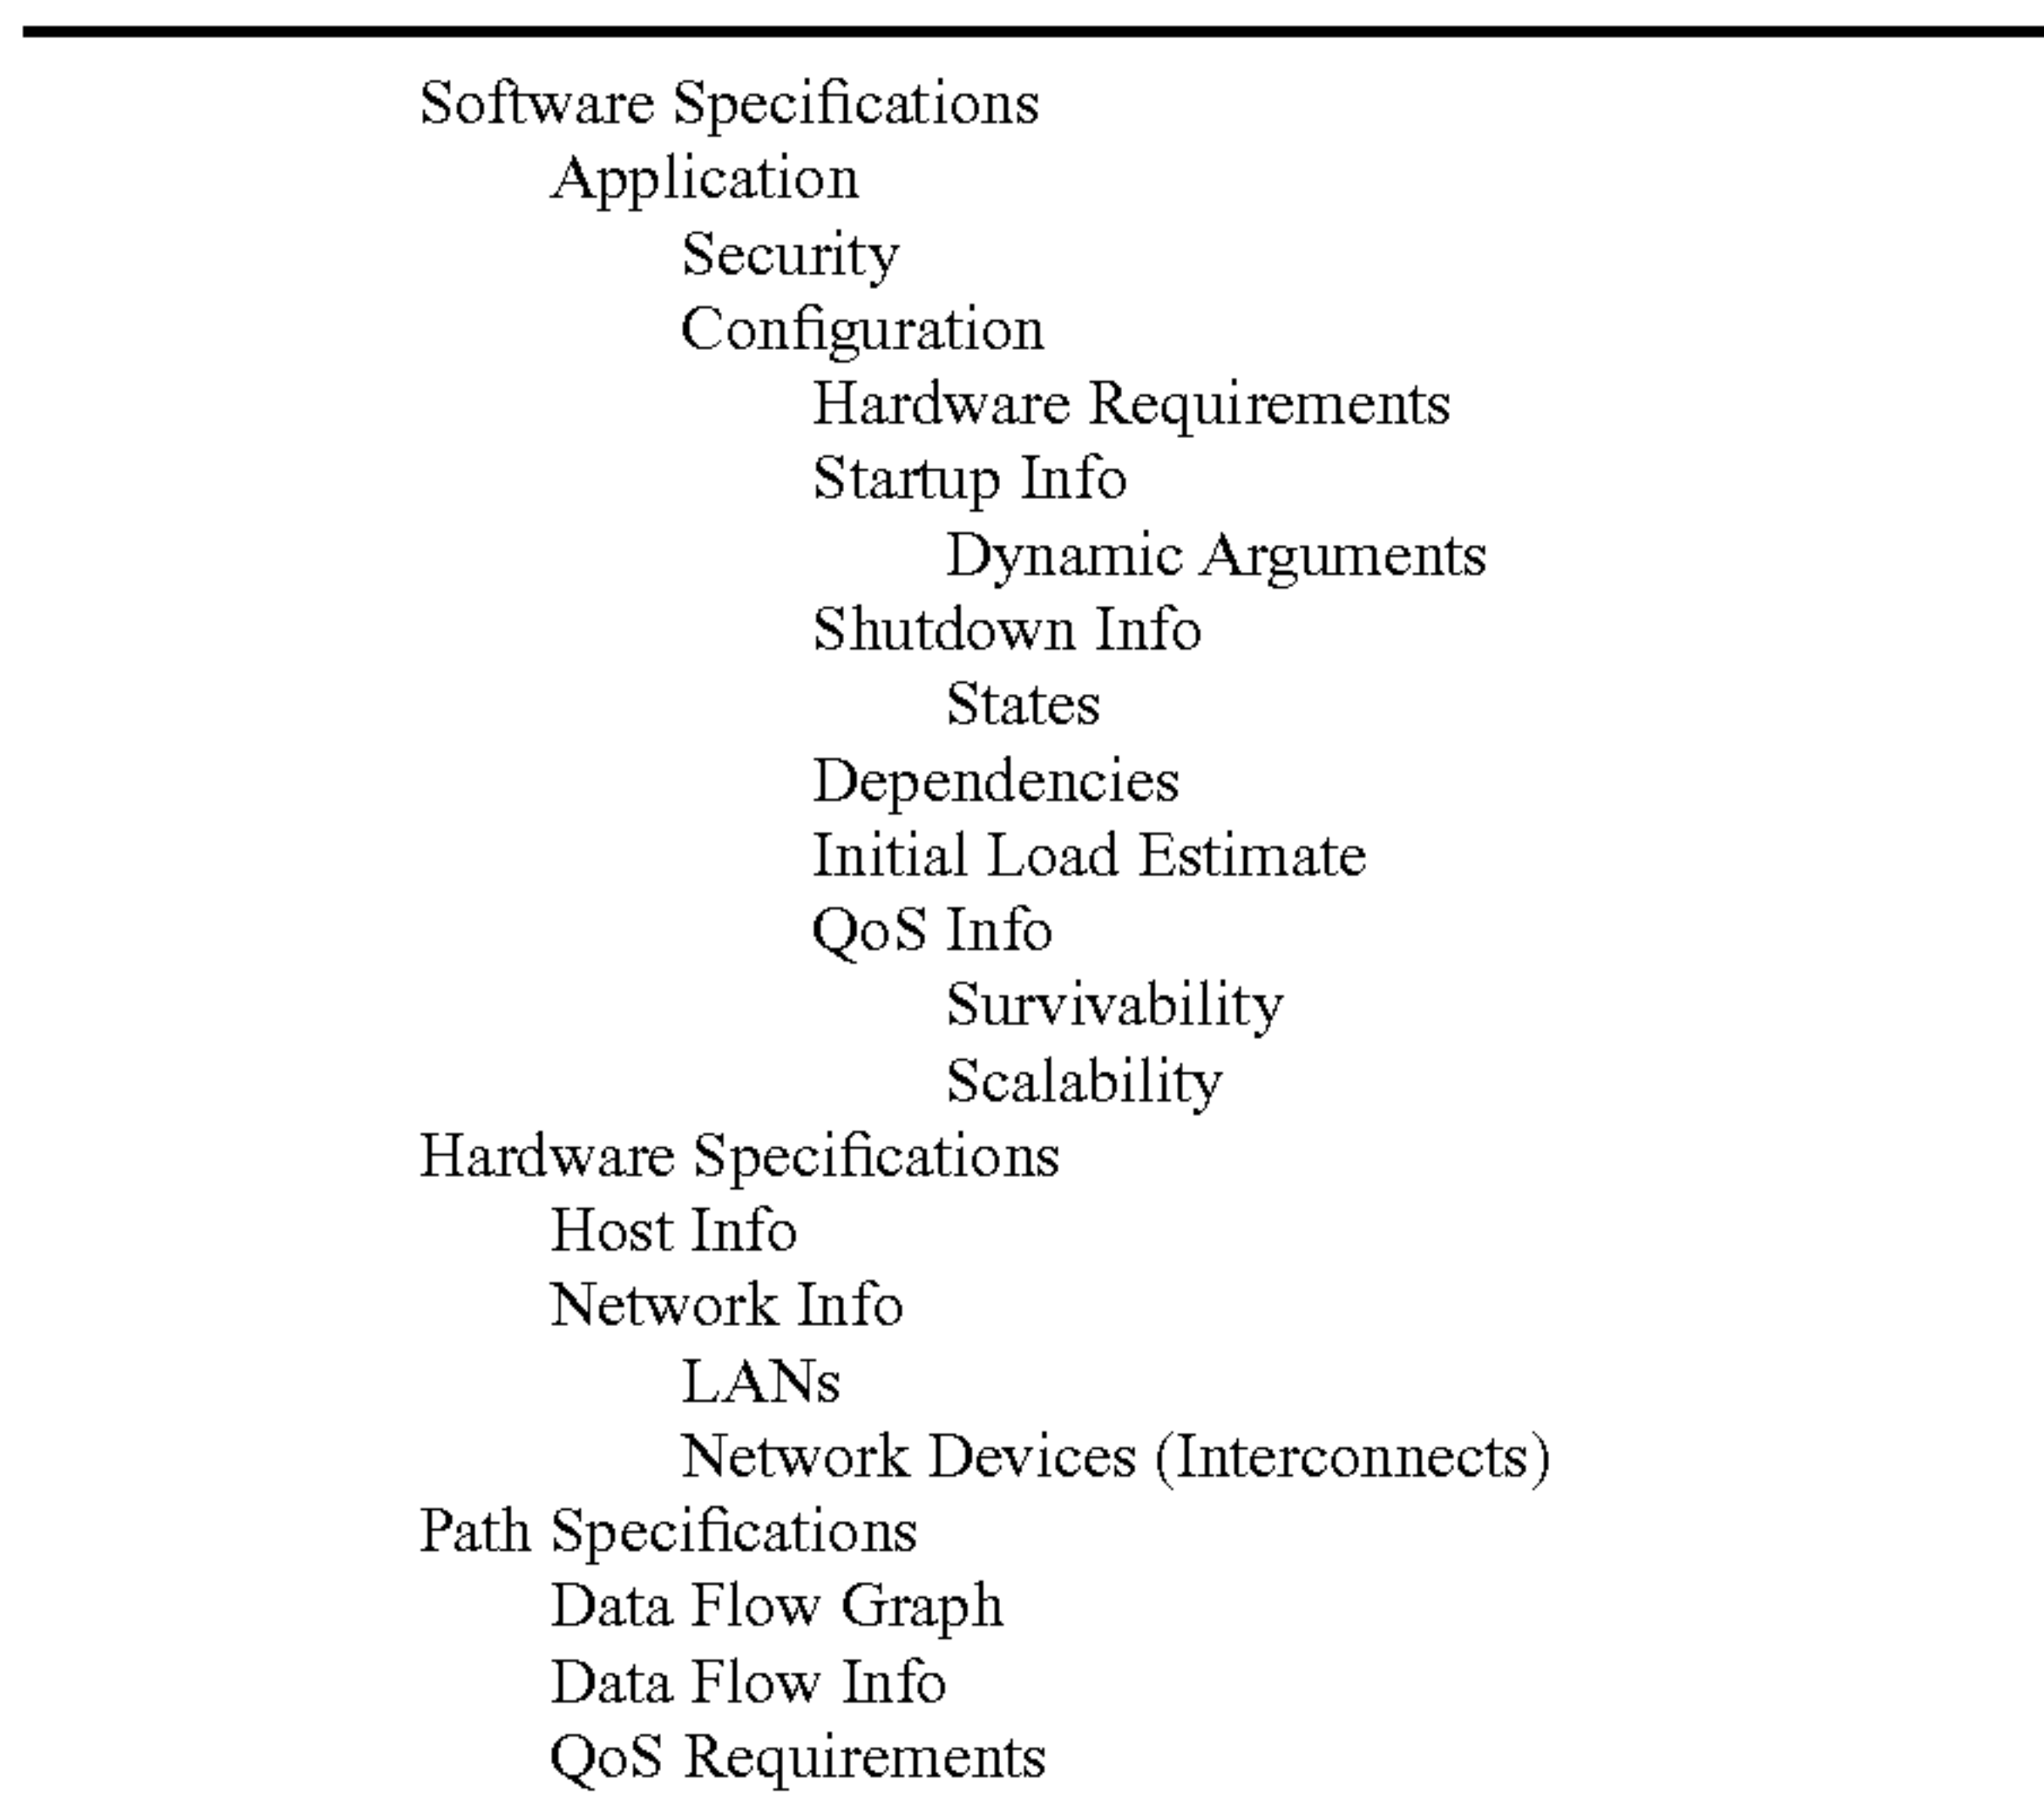 Software Specifications
Application
Security
Configuration
Hardware Requirements
Startup Info
Dynamic Arguments
Shutdown Info
States
Dependencies
Initial Load Estimate
QoS Info
Survivability
Scalability
Hardware Specifications
Host Info
Network Info
LANs
Network Devices (Interconnects)
Path Specifications
Data Flow Graph
Data Flow Info
QoS Requirements